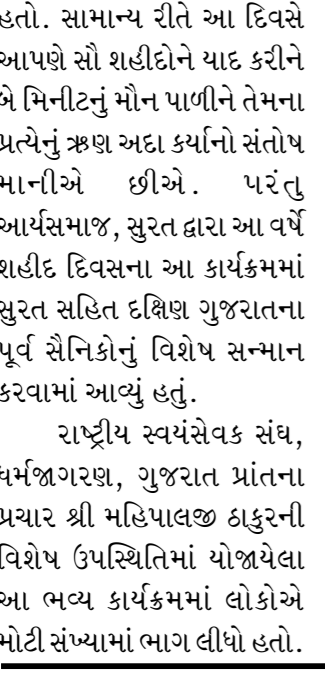 હતો. સામાન્ય રીતે આ દિવસે
આપણે સૌ શહીદોને યાદ કરીને
બે મિનીટનું મૌન પાળીને તેમના
પ્રત્યેનું ઋણ અદા કર્યાનો સંતોષ
માનીએ છીએ. પરંતુ
આર્યસમાજ, સુરત દ્વારા આ વર્ષે
શહીદ દિવસના આ કાર્યક્રમમાં
સુરત સહિત દક્ષિણ ગુજરાતના
પૂર્વ સૈનિકોનું વિશેષ સન્માન
કરવામાં આવ્યું હતું.
રાષ્ટ્રીય સ્વયંસેવક સંઘ,
ધર્મજાગરણ, ગુજરાત પ્રાંતના
પ્રચાર શ્રી મહિપાલજી ઠાકુરની
વિશેષ ઉપસ્થિતિમાં યોજાયેલા
આ ભવ્ય કાર્યક્રમમાં લોકોએ
મોટી સંખ્યામાં ભાગ લીધો હતો.